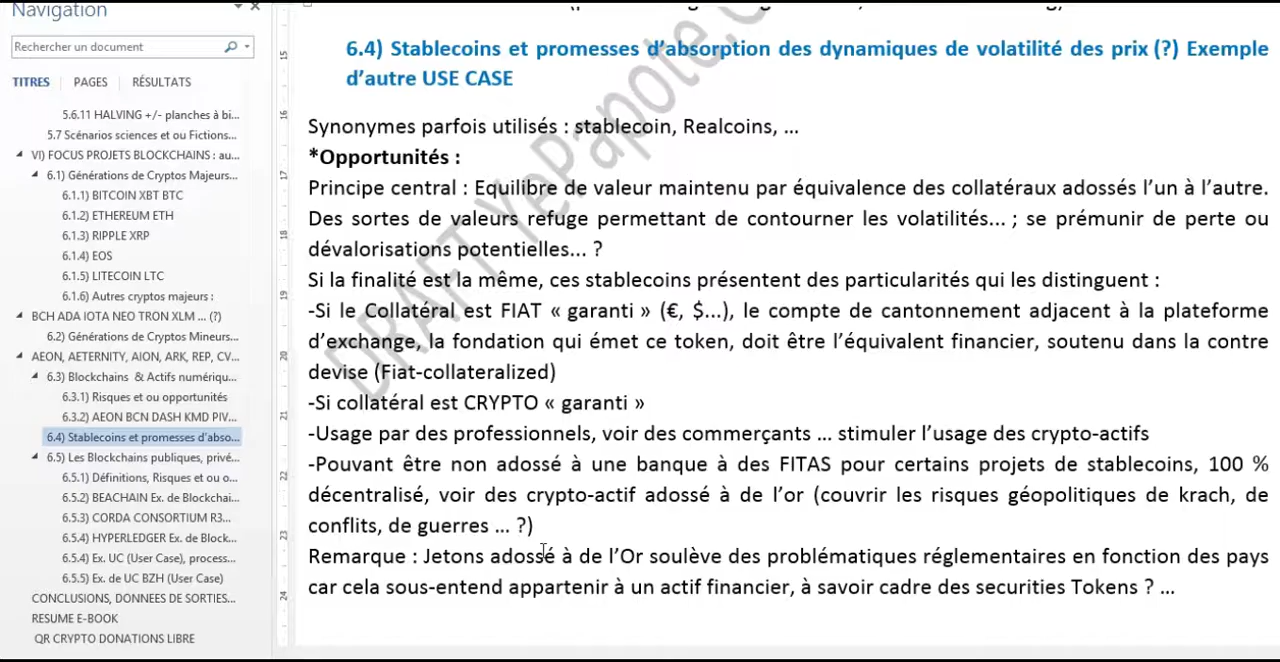 Navigation
Rechercher un document
TITRES PAGES RÉSULTATS
5.6.11 HALVING +/- planches à bi...
5.7 Scénarios sciences et ou Fictions...
VI) FOCUS PROJETS BLOCKCHAINS : au...
6.1) Générations de Cryptos Majeurs...
6.1.1) BITCOIN XBT BTC
6.1.2) ETHEREUM ETH
6.1.3) RIPPLE XRP
6.1.4) EOS
6.1.5) LITECOIN LTC
6.1.6) Autres cryptos majeurs :
BCH ADA IOTA NEO TRON XLM ... (?)
6.2) Générations de Cryptos Mineurs...
AEON, AETERNITY, AION, ARK, REP, CV...
6.3) Blockchains & Actifs numériqu...
6.3.1) Risques et ou opportunités
6.3.2) AEON BCN DASH KMD PIV...
6.4) Stablecoins et promesses d'abso...
6.5) Les Blockchains publiques, privé...
6.5.1) Définitions, Risques et ou o...
6.5.2) BEACHAIN Ex. de Blockchai...
6.5.3) CORDA CONSORTIUM R3...
6.5.4) HYPERLEDGER Ex. de Block...
6.5.4) Ex. UC (User Case), process...
6.5.5) Ex. de UC BZH (User Case)
CONCLUSIONS, DONNEES DE SORTIES...
RESUME E-BOOK
QR CRYPTO DONATIONS LIBRE
15
16
17
18
19
20
21
22
23
24
6.4) Stablecoins et promesses d'absorption des dynamiques de volatilité des prix (?) Exemple
d'autre USE CASE
Synonymes parfois utilisés : stablecoin, Realcoins, ...
*Opportunités :
Principe central : Equilibre de valeur maintenu par équivalence des collatéraux adossés l'un à l'autre.
Des sortes de valeurs refuge permettant de contourner les volatilités... ; se prémunir de perte ou
dévalorisations potentielles... ?
Si la finalité est la même, ces stablecoins présentent des particularités qui les distinguent :
-Si le Collatéral est FIAT « garanti » (€, $...), le compte de cantonnement adjacent à la plateforme
d'exchange, la fondation qui émet ce token, doit être l'équivalent financier, soutenu dans la contre
devise (Fiat-collateralized)
-Si collatéral est CRYPTO « garanti »
-Usage par des professionnels, voir des commerçants ... stimuler l'usage des crypto-actifs
-Pouvant être non adossé à une banque à des FITAS pour certains projets de stablecoins, 100 %
décentralisé, voir des crypto-actif adossé à de l'or (couvrir les risques géopolitiques de krach, de
conflits, de guerres ... ?)
Remarque : Jetons adossé à de l'Or soulève des problématiques réglementaires en fonction des pays
car cela sous-entend appartenir à un actif financier, à savoir cadre des securities Tokens ? ...
DRAFT YePapote.